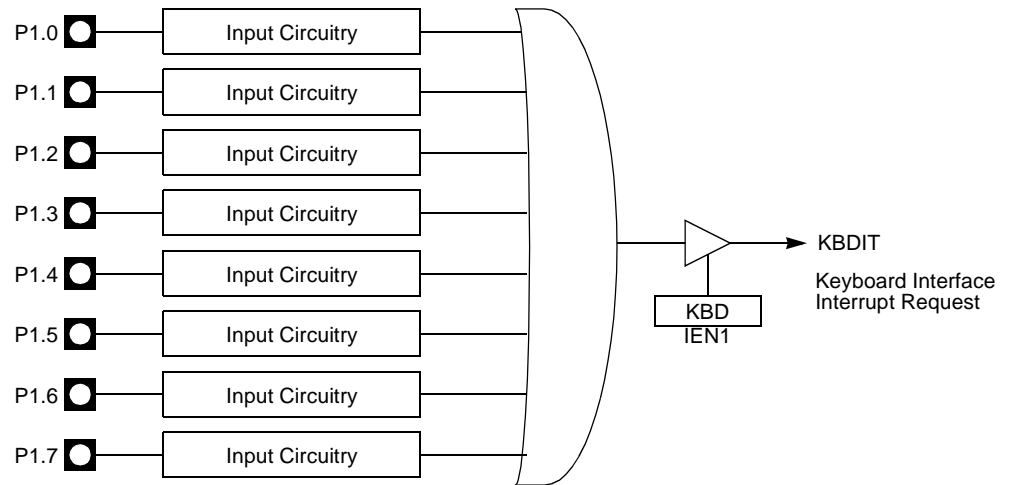 P1.0 Input Circuitry
P1.1 Input Circuitry
P1.2 Input Circuitry
P1.3 Input Circuitry
P1.4 Input Circuitry
P1.5 Input Circuitry
P1.6 Input Circuitry
P1.7 Input Circuitry
KBDIT
Keyboard Interface
Interrupt Request
KBD
IEN1